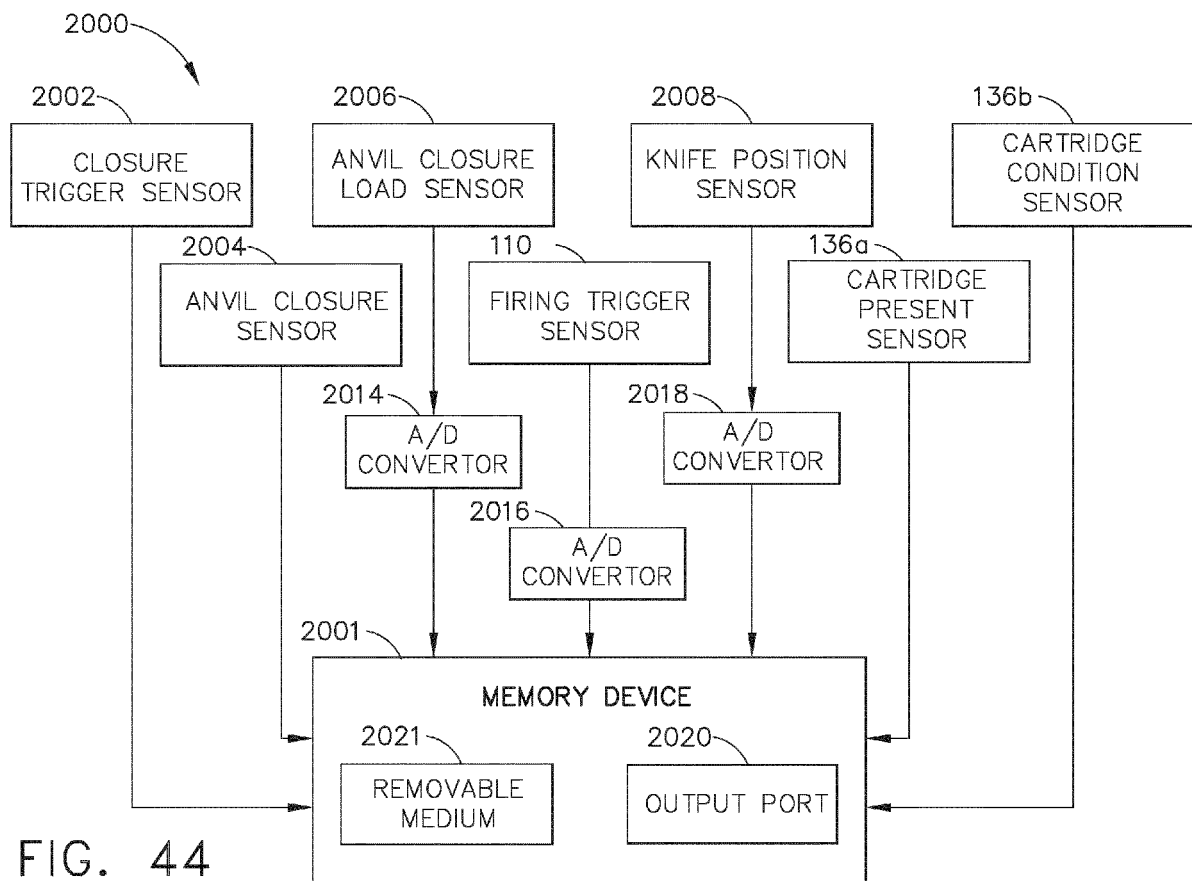 2000
2002
2006
2008
136b
CLOSURE
TRIGGER SENSOR
ANVIL CLOSURE
LOAD SENSOR
KNIFE POSITION
SENSOR
CARTRIDGE
CONDITION
SENSOR
2004
110
136a
ANVIL CLOSURE
SENSOR
FIRING TRIGGER
SENSOR
CARTRIDGE
PRESENT
SENSOR
2014
2018
A/D
CONVERTOR
A/D
CONVERTOR
2016
A/D
CONVERTOR
2001
MEMORY DEVICE
2021
2020
REMOVABLE
MEDIUM
OUTPUT PORT
FIG. 44